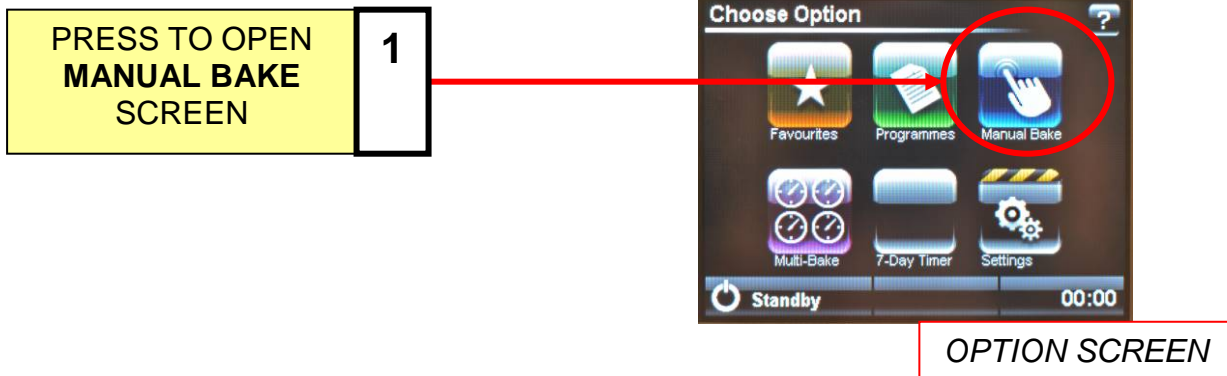 PRESS TO OPEN
MANUAL BAKE
SCREEN
1
Choose Option
?
Favourites
Programmes
Manual Bake
Multi-Bake
7-Day Timer
Settings
Standby
00:00
OPTION SCREEN